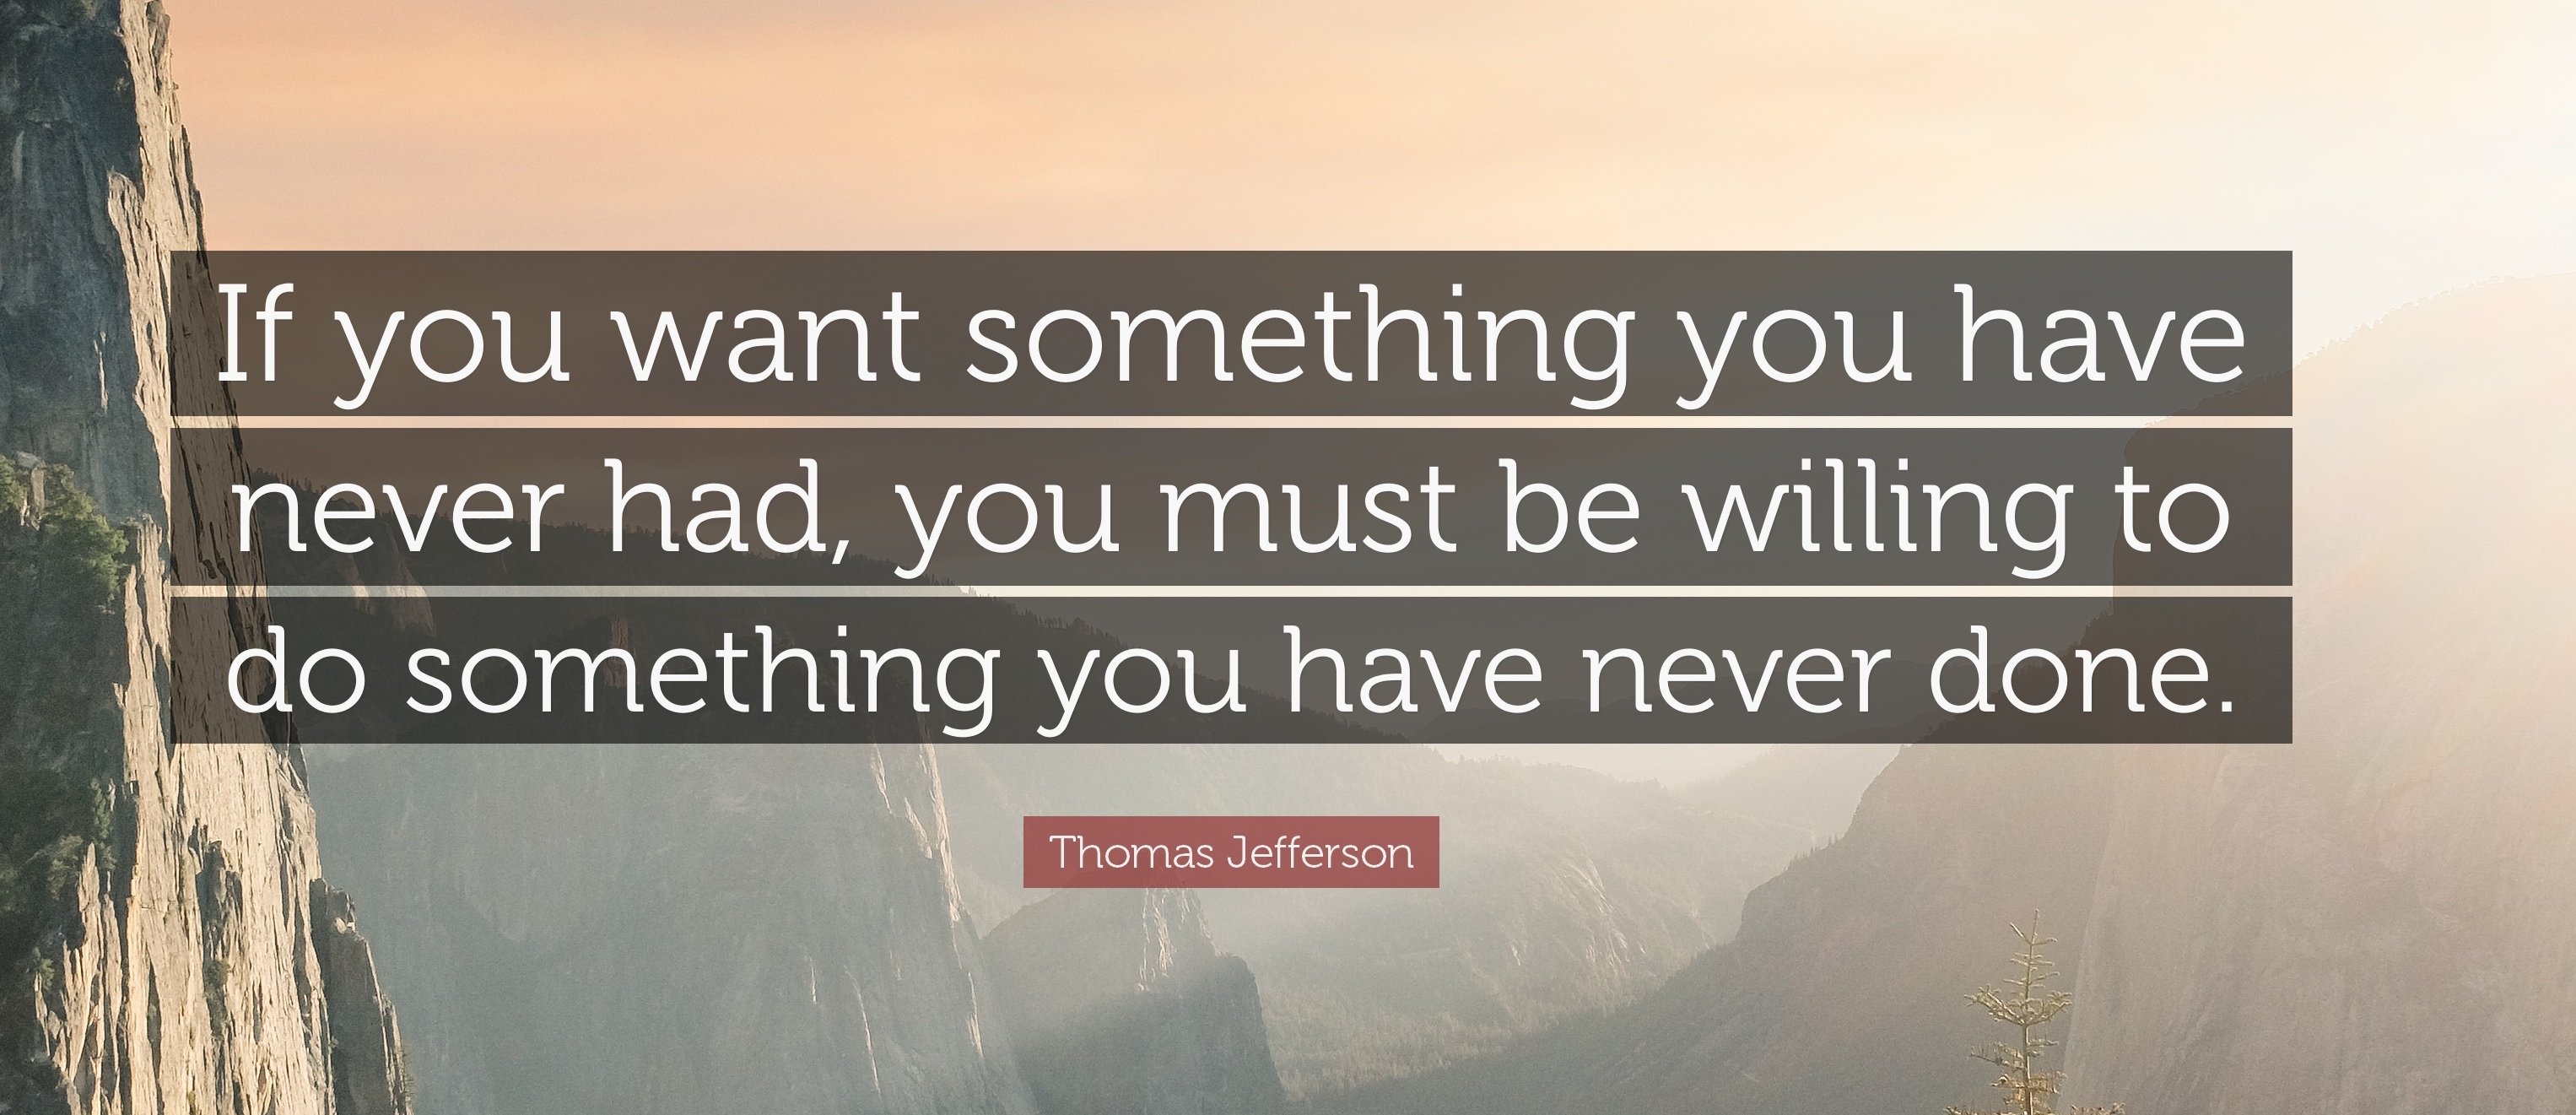 If you want something you have
never had, you must be willing to
do something you have never done.
Thomas Jefferson